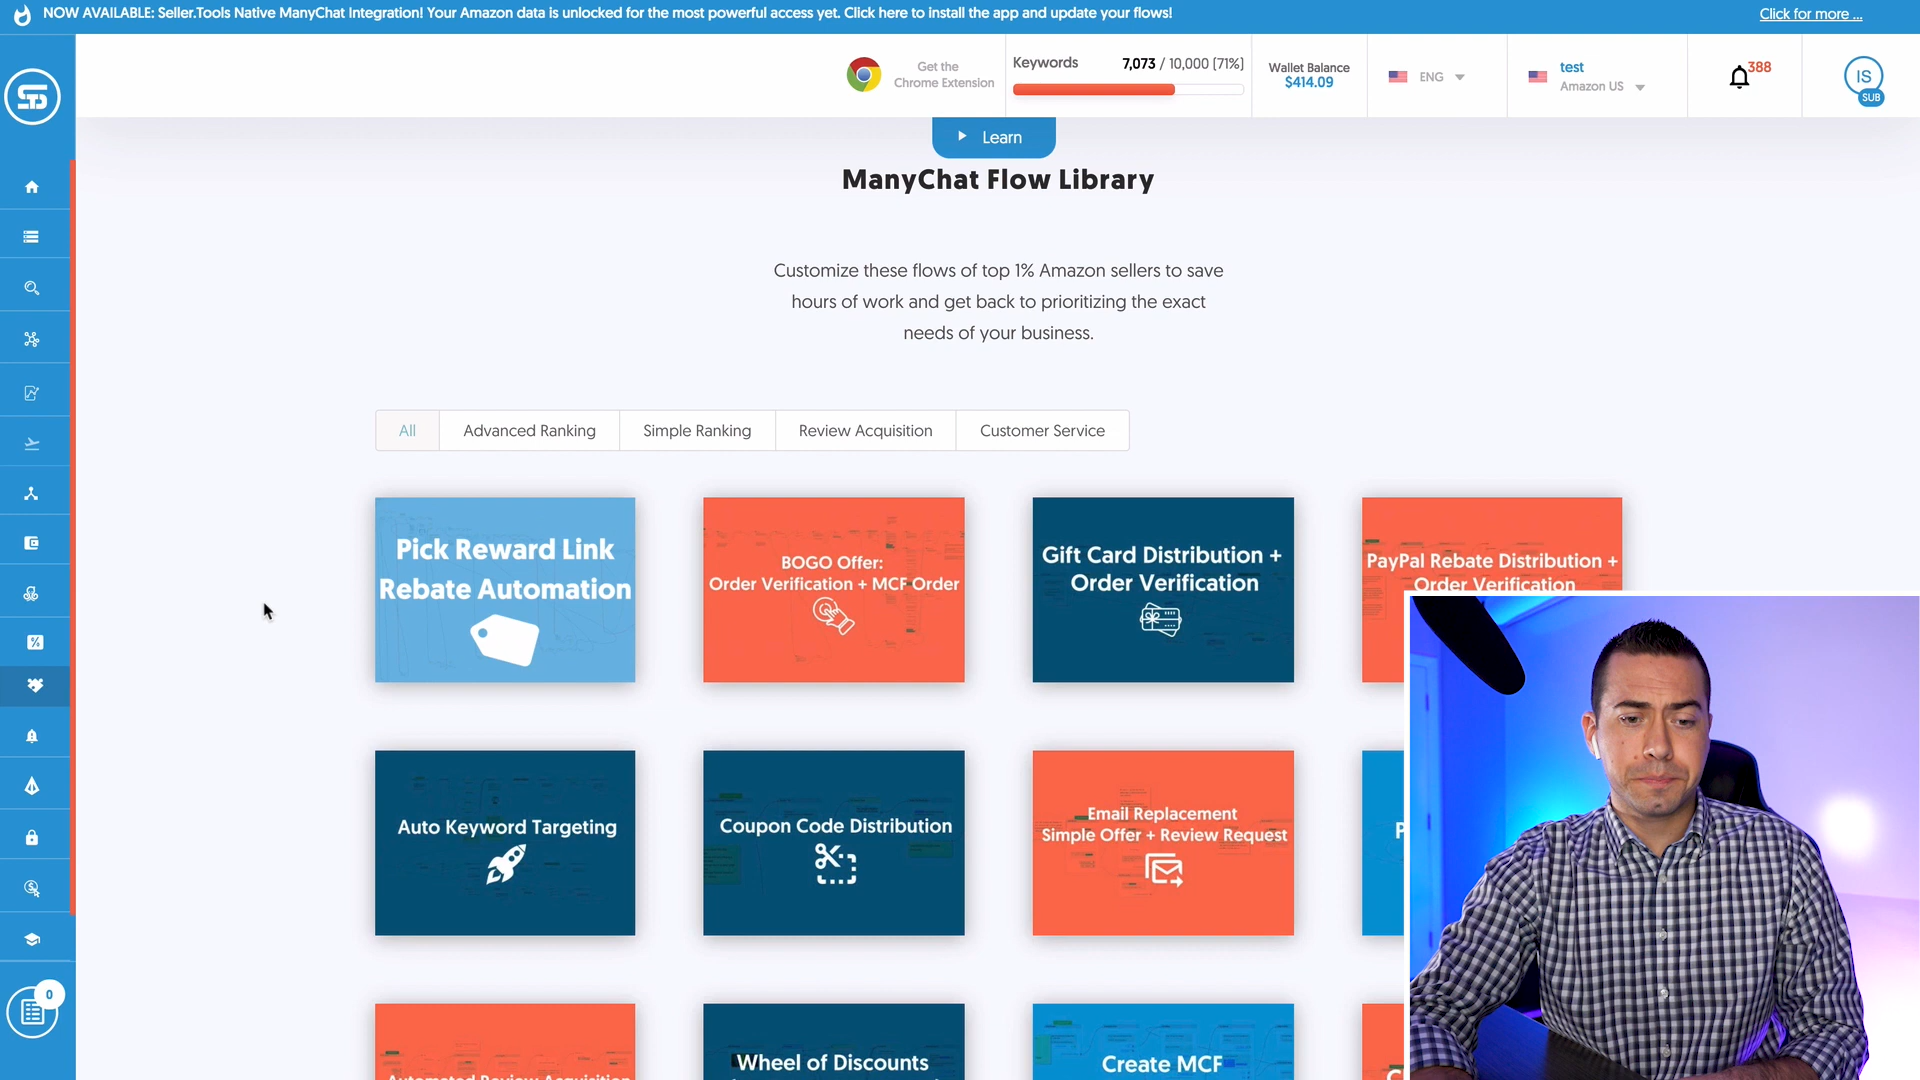 NOW AVAILABLE: Seller.Tools Native ManyChat Integration! Your Amazon data is unlocked for the most powerful access yet. Click here to install the app and update your flows!
Click for more ...
Get the
Chrome Extension
Keywords 7,073 / 10,000 (71%)
Wallet Balance
$414.09
ENG
test
Amazon US
388
IS
SUB
Learn
ManyChat Flow Library
Customize these flows of top 1% Amazon sellers to save
hours of work and get back to prioritizing the exact
needs of your business.
All
Advanced Ranking
Simple Ranking
Review Acquisition
Customer Service
Pick Reward Link
Rebate Automation
BOGO Offer:
Order Verification + MCF Order
Gift Card Distribution +
Order Verification
PayPal Rebate Distribution +
Order Verification
Auto Keyword Targeting
Coupon Code Distribution
Email Replacement
Simple Offer + Review Request
Automated Review Acquisition
Wheel of Discounts
Create MCF
0